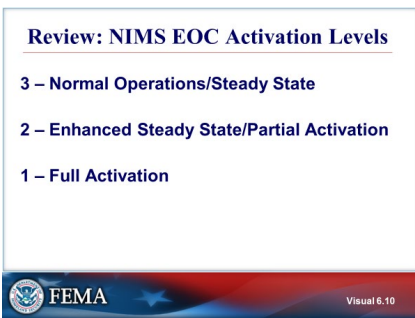 Review: NIMS EOC Activation Levels
3 – Normal Operations/Steady State
2 – Enhanced Steady State/Partial Activation
1 – Full Activation
FEMA
Visual 6.10